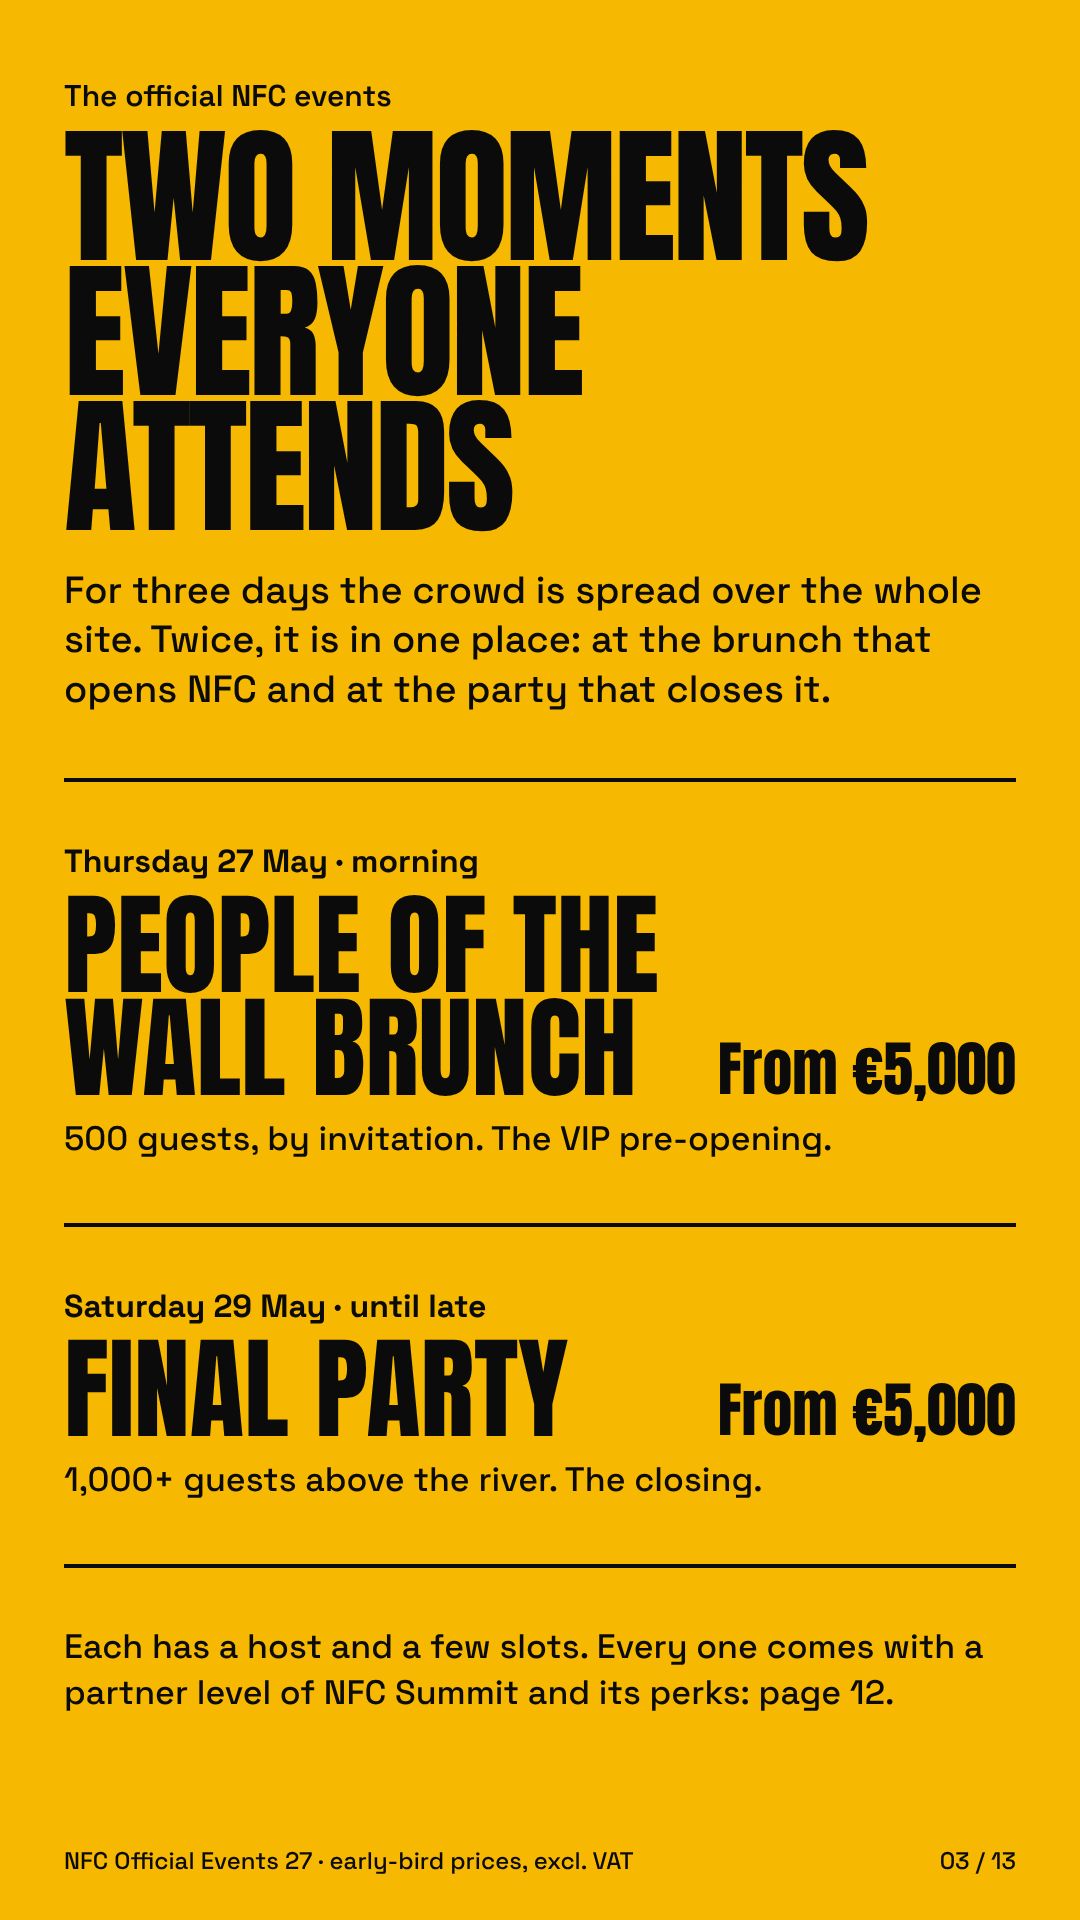 The official NFC events
TWO MOMENTS
EVERYONE
ATTENDS
For three days the crowd is spread over the whole
site. Twice, it is in one place: at the brunch that
opens NFC and at the party that closes it.
Thursday 27 May · morning
PEOPLE OF THE
WALL BRUNCH
From €5,000
500 guests, by invitation. The VIP pre-opening.
Saturday 29 May · until late
FINAL PARTY
From €5,000
1,000+ guests above the river. The closing.
Each has a host and a few slots. Every one comes with a
partner level of NFC Summit and its perks: page 12.
NFC Official Events 27 · early-bird prices, excl. VAT
03 / 13